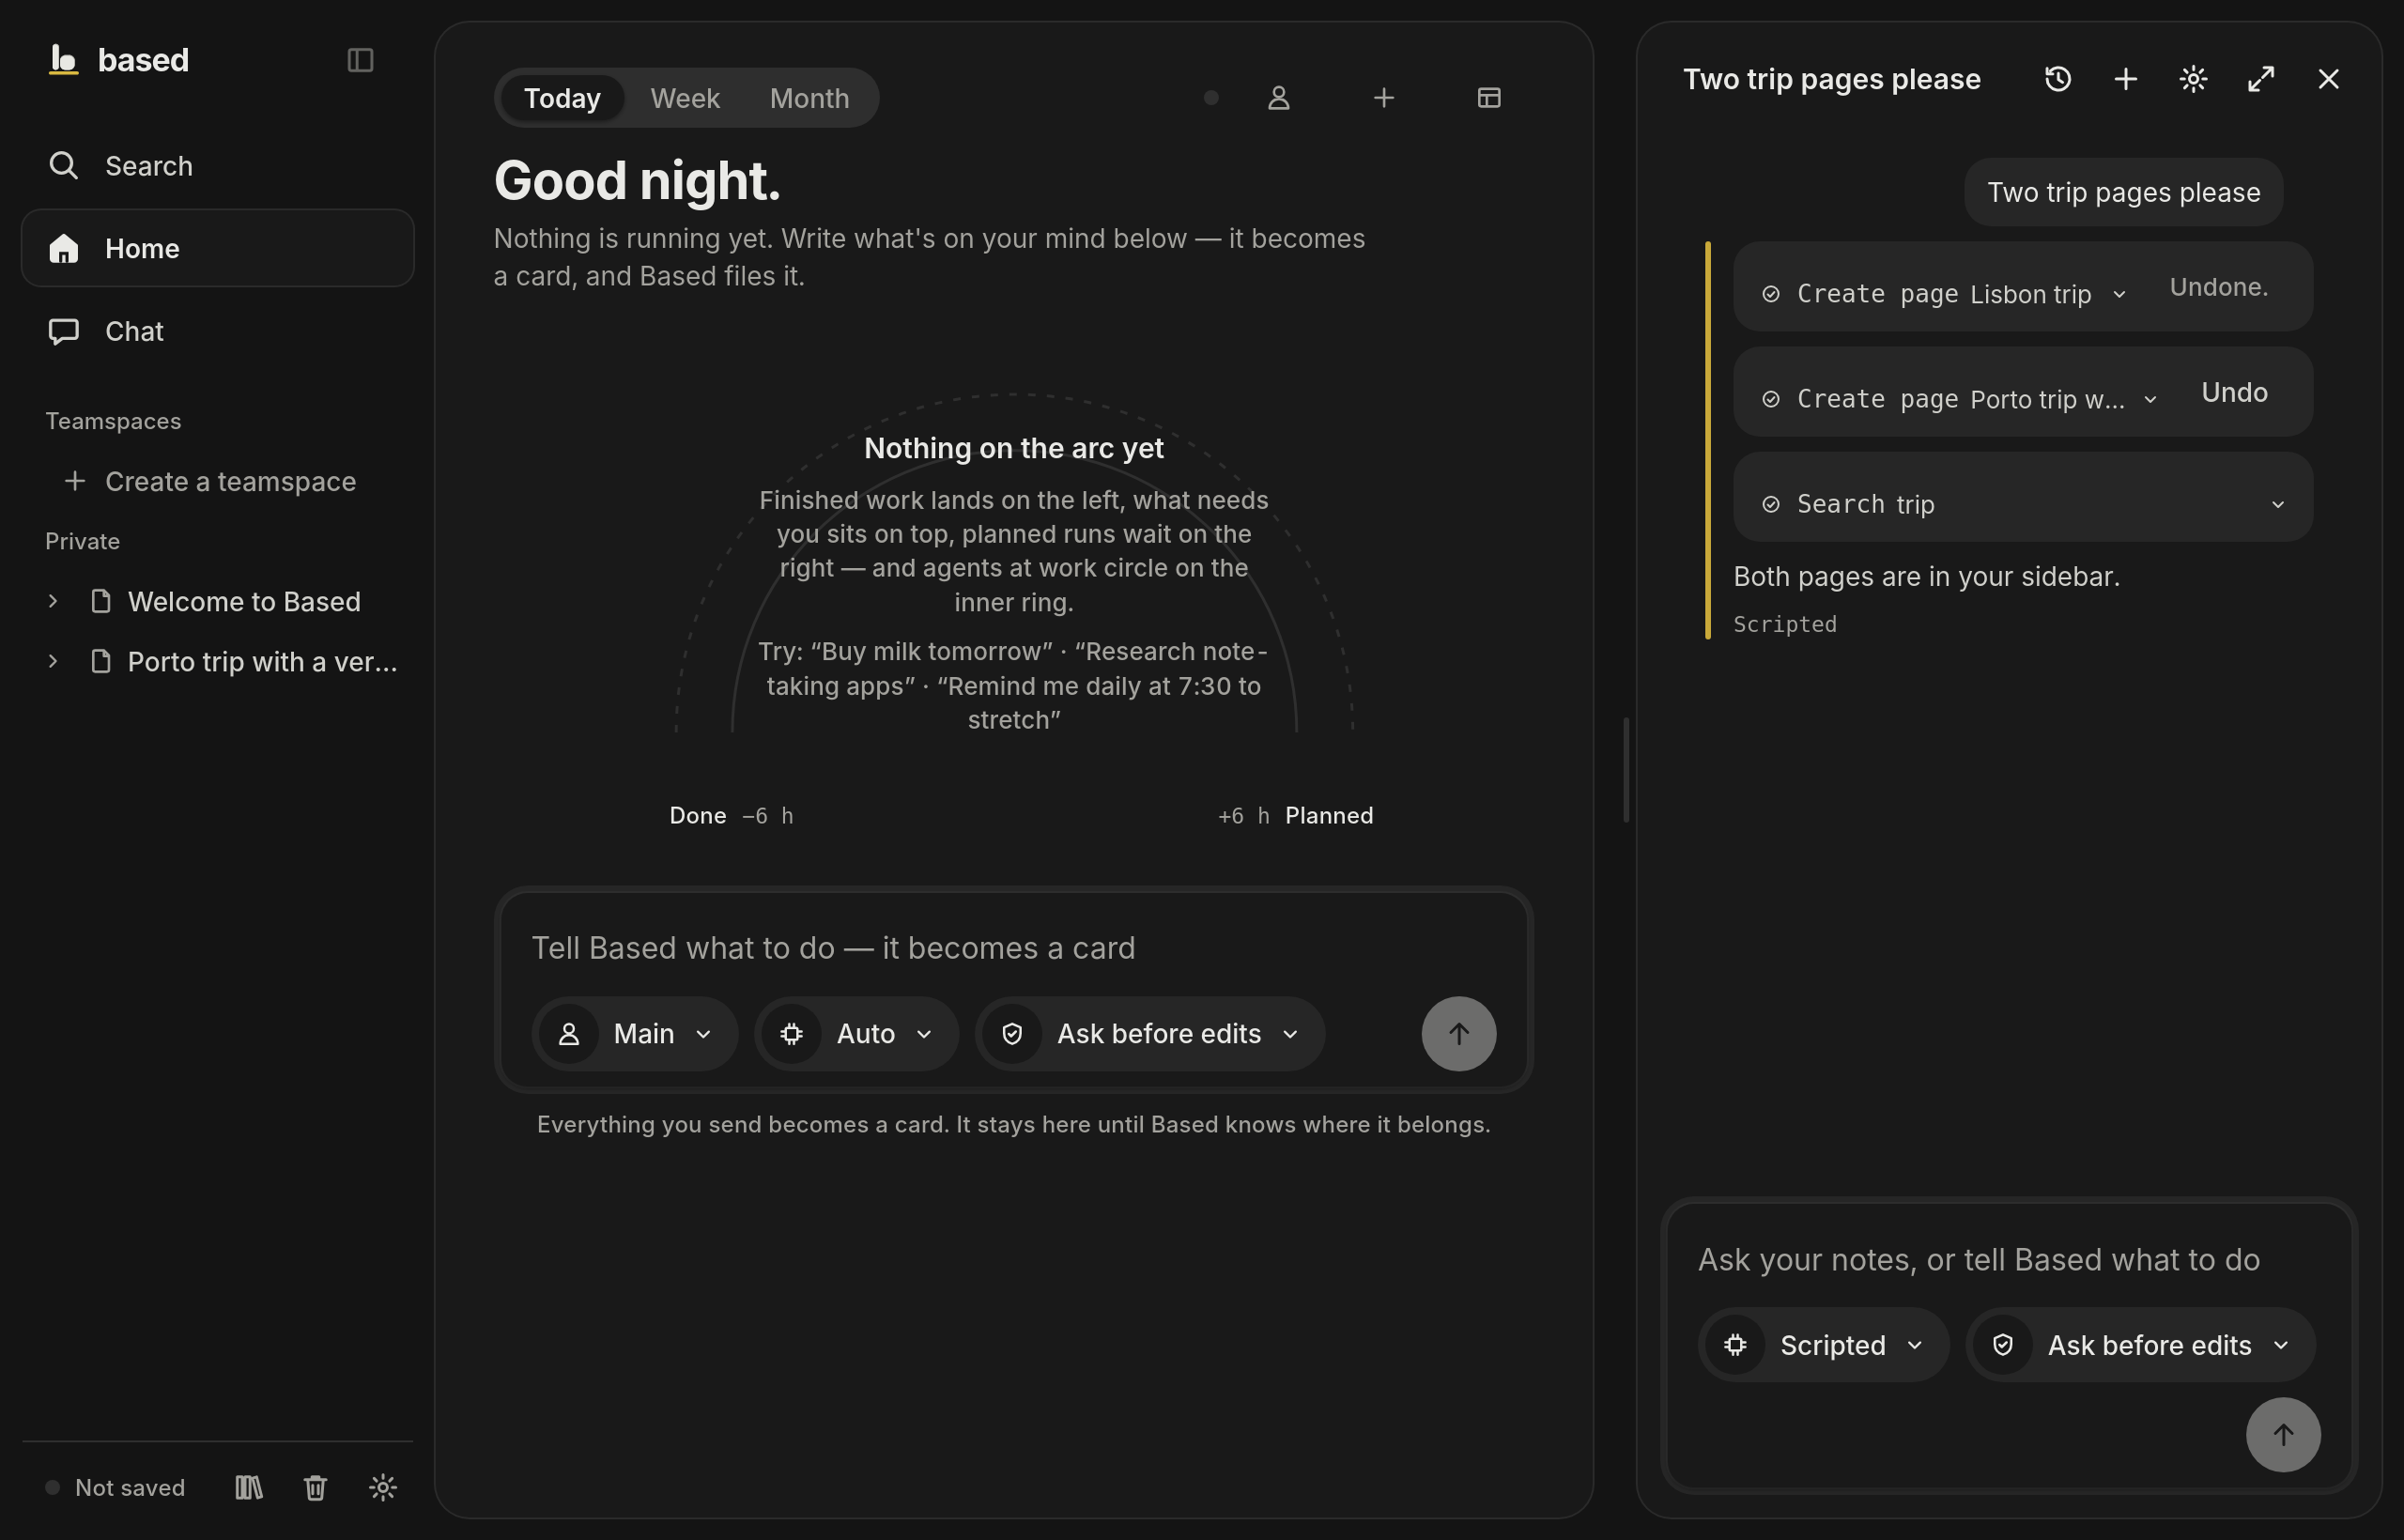 based
Search
Home
Chat
Teamspaces
Create a teamspace
Private
Welcome to Based
Porto trip with a ver...
Not saved
Today Week Month
Good night.
Nothing is running yet. Write what's on your mind below — it becomes
a card, and Based files it.
Nothing on the arc yet
Finished work lands on the left, what needs
you sits on top, planned runs wait on the
right — and agents at work circle on the
inner ring.
Try: “Buy milk tomorrow” · “Research note-
taking apps” · “Remind me daily at 7:30 to
stretch”
Done −6 h +6 h Planned
Tell Based what to do — it becomes a card
Main Auto Ask before edits
Everything you send becomes a card. It stays here until Based knows where it belongs.
Two trip pages please
Two trip pages please
Create page Lisbon trip Undone.
Create page Porto trip w... Undo
Search trip
Both pages are in your sidebar.
Scripted
Ask your notes, or tell Based what to do
Scripted Ask before edits